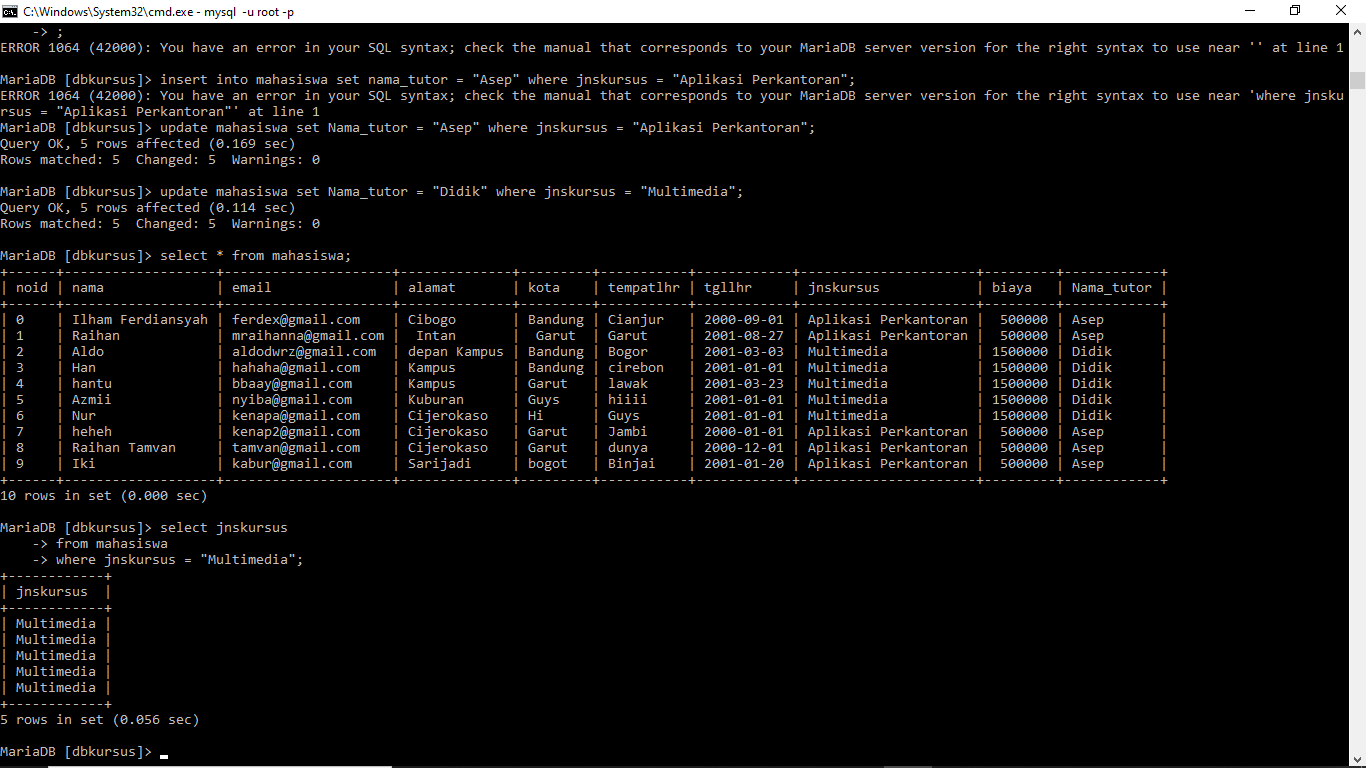 C:\Windows\System32\cmd.exe - mysql  -u root -p
    -> ;
ERROR 1064 (42000): You have an error in your SQL syntax; check the manual that corresponds to your MariaDB server version for the right syntax to use near '' at line 1
MariaDB [dbkursus]> insert into mahasiswa set nama_tutor = "Asep" where jnskursus = "Aplikasi Perkantoran";
ERROR 1064 (42000): You have an error in your SQL syntax; check the manual that corresponds to your MariaDB server version for the right syntax to use near 'where jnsku
rsus = "Aplikasi Perkantoran"' at line 1
MariaDB [dbkursus]> update mahasiswa set Nama_tutor = "Asep" where jnskursus = "Aplikasi Perkantoran";
Query OK, 5 rows affected (0.169 sec)
Rows matched: 5  Changed: 5  Warnings: 0
MariaDB [dbkursus]> update mahasiswa set Nama_tutor = "Didik" where jnskursus = "Multimedia";
Query OK, 5 rows affected (0.114 sec)
Rows matched: 5  Changed: 5  Warnings: 0
MariaDB [dbkursus]> select * from mahasiswa;
+------+------------------+---------------------+--------------+---------+-----------+------------+----------------------+---------+------------+
| noid | nama             | email               | alamat       | kota    | tempatlhr | tgllhr     | jnskursus            | biaya   | Nama_tutor |
+------+------------------+---------------------+--------------+---------+-----------+------------+----------------------+---------+------------+
| 0    | Ilham Ferdiansyah | ferdex@gmail.com    | Cibogo       | Bandung | Cianjur   | 2000-09-01 | Aplikasi Perkantoran |  500000 | Asep       |
| 1    | Raihan           | mraihanna@gmail.com |  Intan       |  Garut  | Garut     | 2001-08-27 | Aplikasi Perkantoran |  500000 | Asep       |
| 2    | Aldo             | aldodwrz@gmail.com  | depan Kampus | Bandung | Bogor     | 2001-03-03 | Multimedia           | 1500000 | Didik      |
| 3    | Han              | hahaha@gmail.com    | Kampus       | Bandung | cirebon   | 2001-01-01 | Multimedia           | 1500000 | Didik      |
| 4    | hantu            | bbaay@gmail.com     | Kampus       | Garut   | lawak     | 2001-03-23 | Multimedia           | 1500000 | Didik      |
| 5    | Azmii            | nyiba@gmail.com     | Kuburan      | Guys    | hiiii     | 2001-01-01 | Multimedia           | 1500000 | Didik      |
| 6    | Nur              | kenapa@gmail.com    | Cijerokaso   | Hi      | Guys      | 2001-01-01 | Multimedia           | 1500000 | Didik      |
| 7    | heheh            | kenap2@gmail.com    | Cijerokaso   | Garut   | Jambi     | 2000-01-01 | Aplikasi Perkantoran |  500000 | Asep       |
| 8    | Raihan Tamvan    | tamvan@gmail.com    | Cijerokaso   | Garut   | dunya     | 2000-12-01 | Aplikasi Perkantoran |  500000 | Asep       |
| 9    | Iki              | kabur@gmail.com     | Sarijadi     | bogot   | Binjai    | 2001-01-20 | Aplikasi Perkantoran |  500000 | Asep       |
+------+------------------+---------------------+--------------+---------+-----------+------------+----------------------+---------+------------+
10 rows in set (0.000 sec)
MariaDB [dbkursus]> select jnskursus
    -> from mahasiswa
    -> where jnskursus = "Multimedia";
+------------+
| jnskursus  |
+------------+
| Multimedia |
| Multimedia |
| Multimedia |
| Multimedia |
| Multimedia |
+------------+
5 rows in set (0.056 sec)
MariaDB [dbkursus]> _